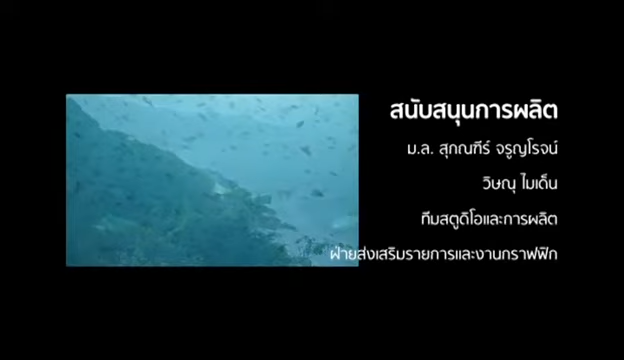 สนับสนุนการผลิต
ม.ล. สุกณฑีร์ จรูญโรจน์
วิษณุ ไมเด็น
ทีมสตูดิโอและการผลิต
ฝ่ายส่งเสริมรายการและงานกราฟฟิก